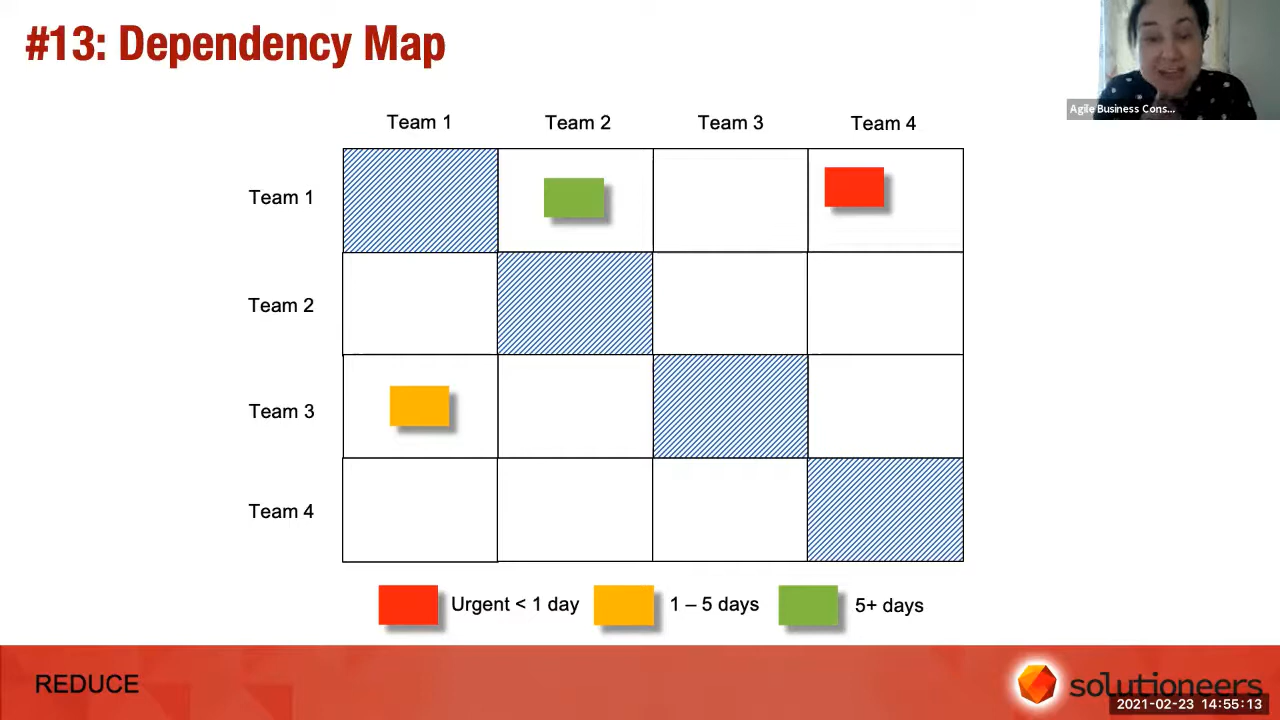 #13: Dependency Map
Agile Business Cons...
Team 1 Team 2 Team 3 Team 4
Team 1
Team 2
Team 3
Team 4
Urgent < 1 day 1 – 5 days 5+ days
REDUCE
solutioneers
2021-02-23 14:55:13